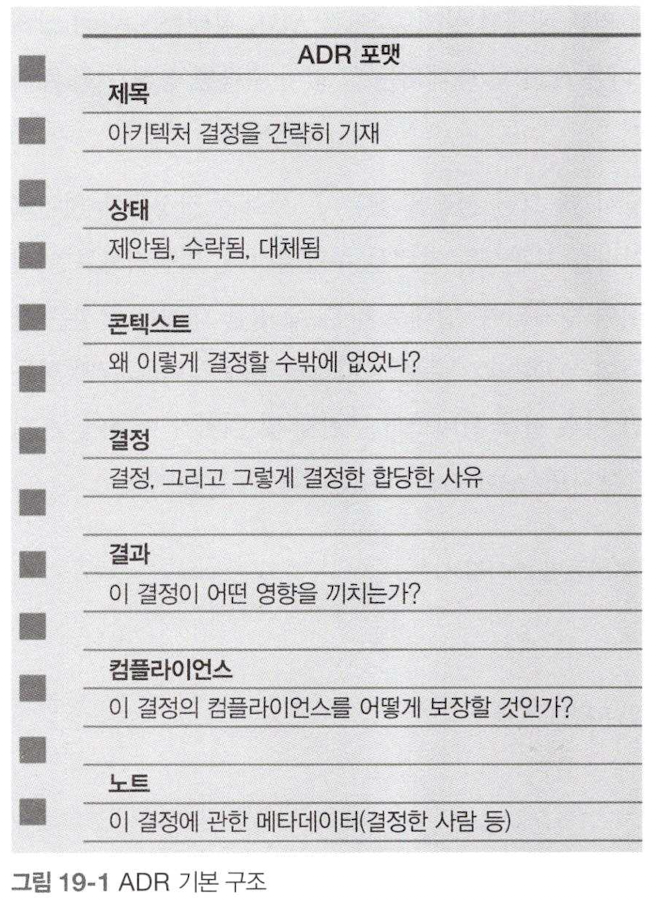 ADR 포맷
제목
아키텍처 결정을 간략히 기재
상태
제안됨, 수락됨, 대체됨
콘텍스트
왜 이렇게 결정할 수밖에 없었나?
결정
결정, 그리고 그렇게 결정한 합당한 사유
결과
이 결정이 어떤 영향을 끼치는가?
컴플라이언스
이 결정의 컴플라이언스를 어떻게 보장할 것인가?
노트
이 결정에 관한 메타데이터(결정한 사람 등)
그림 19-1 ADR 기본 구조